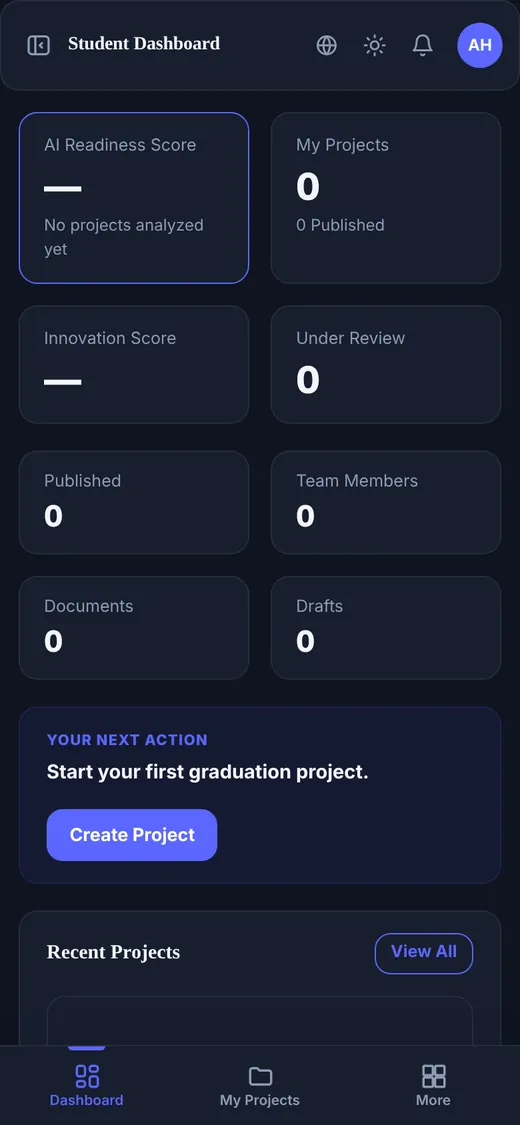 Student Dashboard
AH
AI Readiness Score
—
No projects analyzed
yet
My Projects
0
0 Published
Innovation Score
—
Under Review
0
Published
0
Team Members
0
Documents
0
Drafts
0
YOUR NEXT ACTION
Start your first graduation project.
Create Project
Recent Projects
View All
Dashboard
My Projects
More